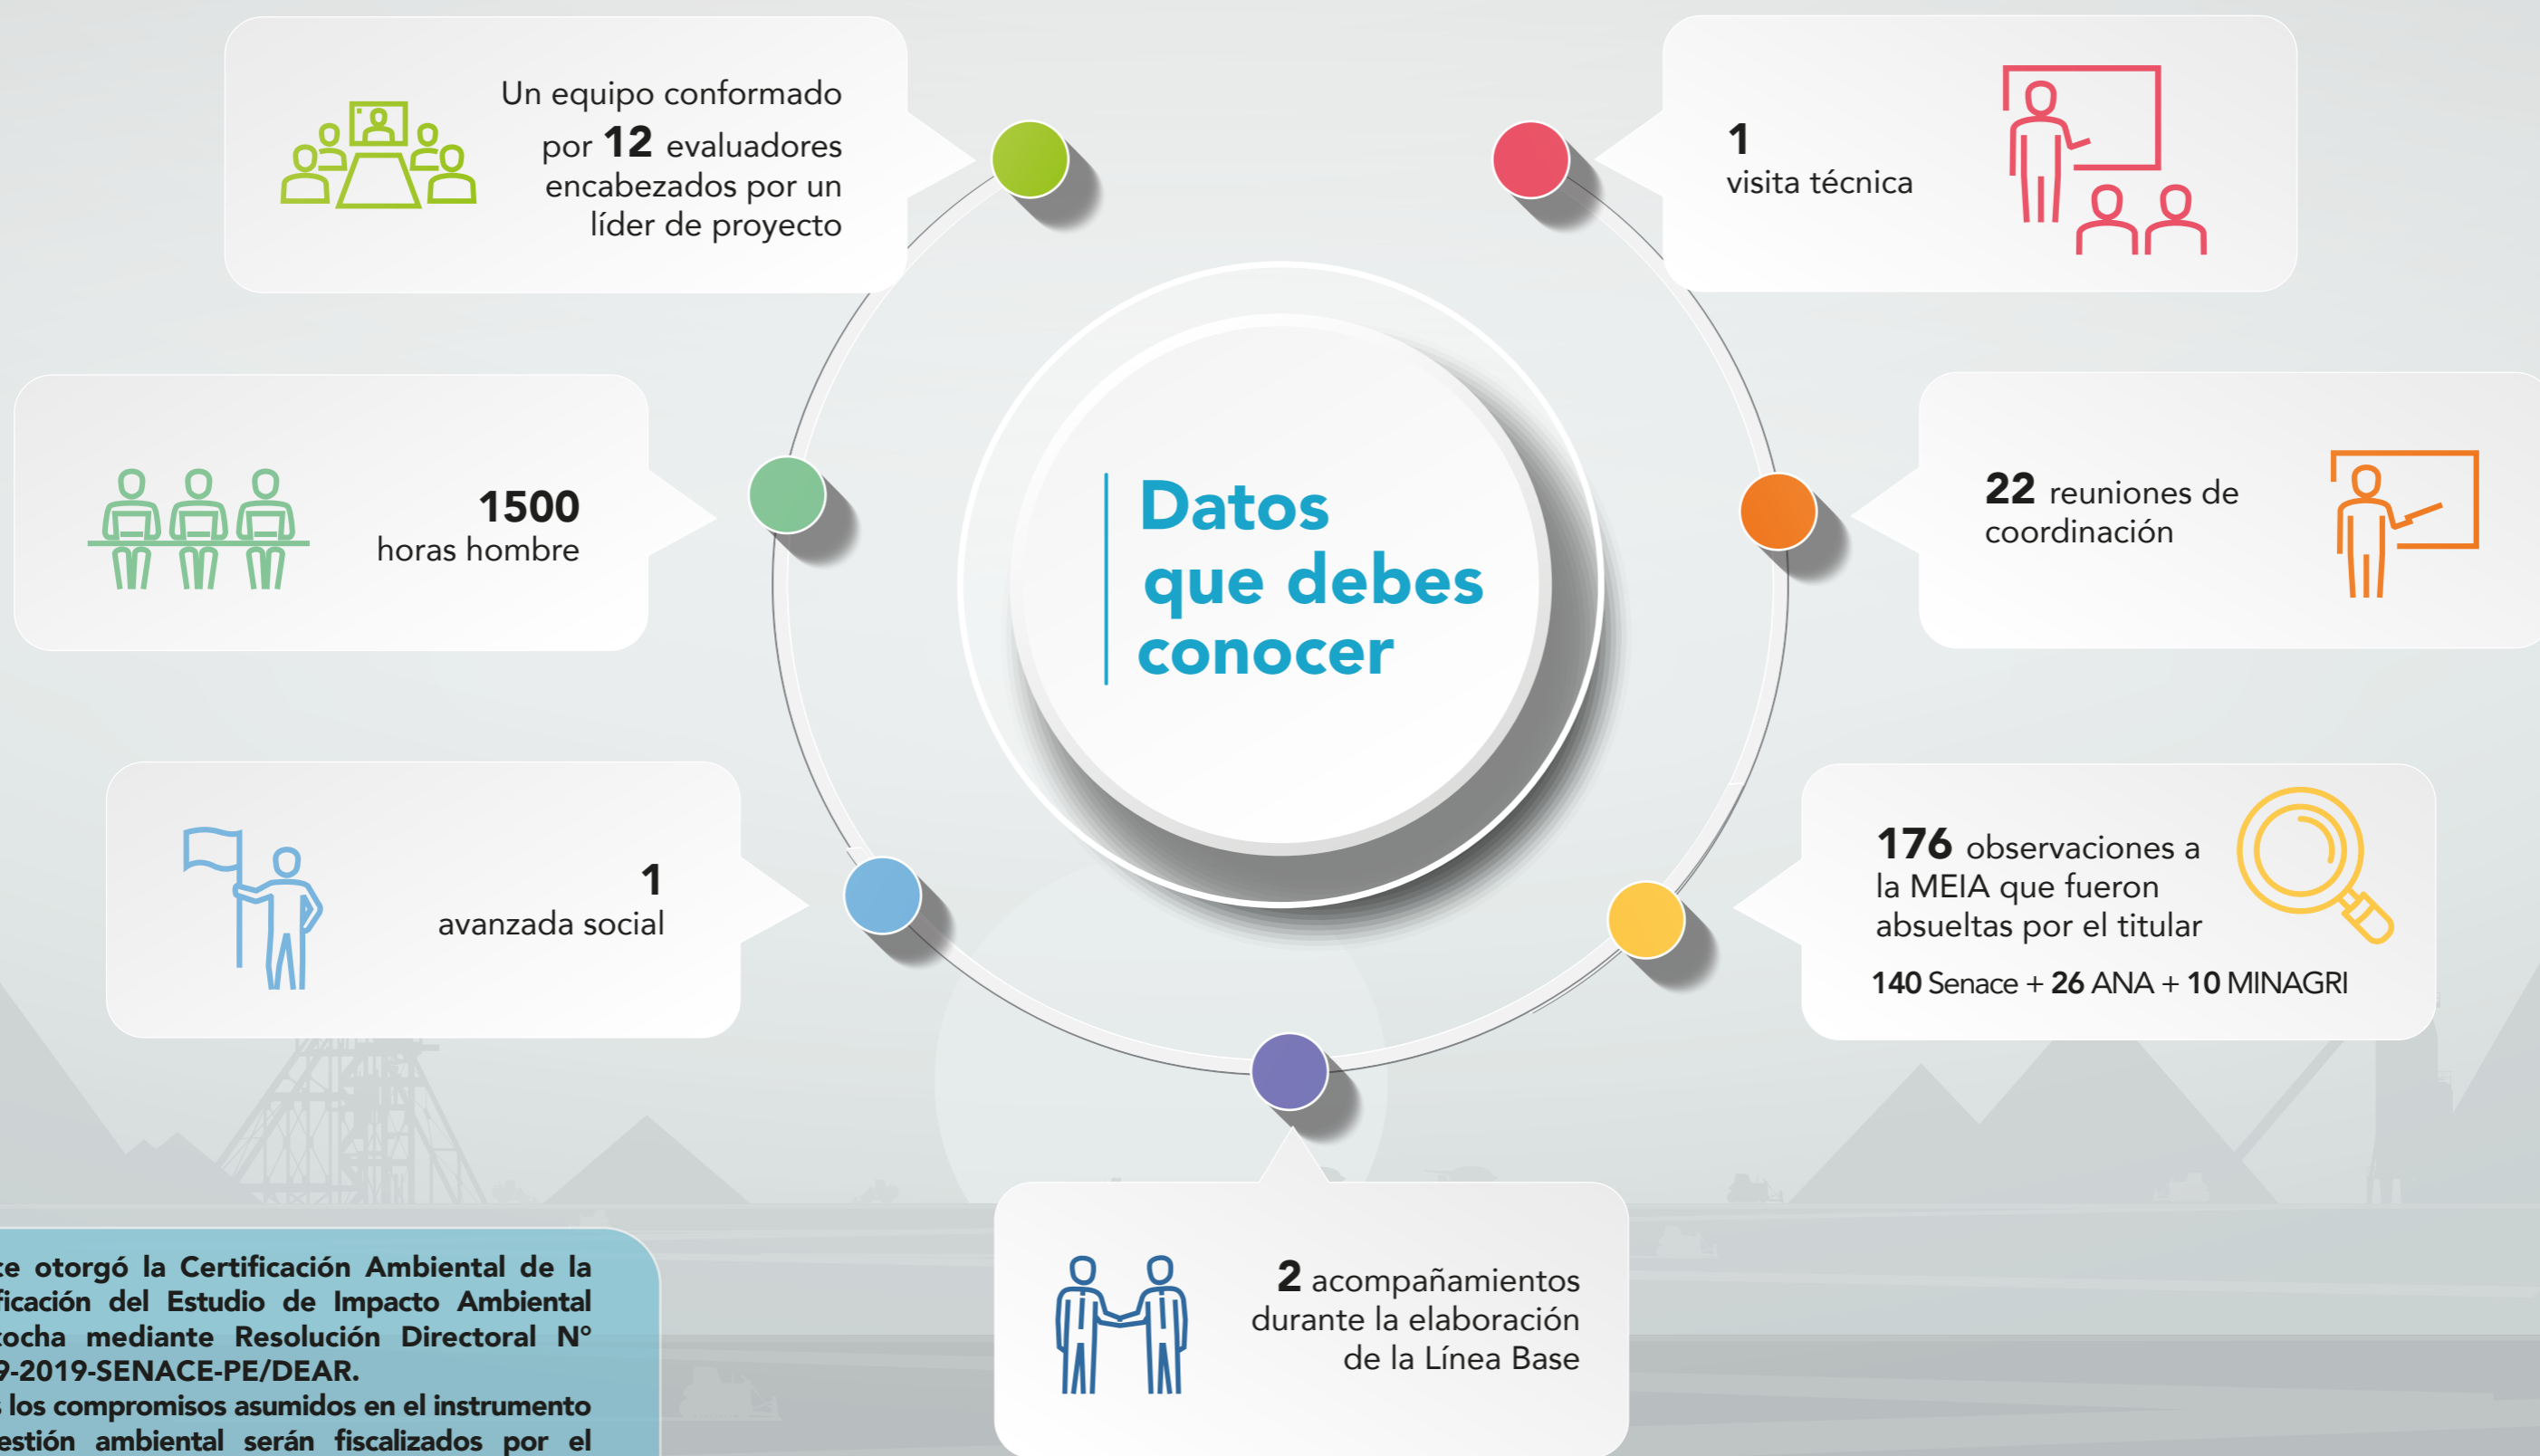 Un equipo conformado
por 12 evaluadores
encabezados por un
líder de proyecto
1
visita técnica
1500
horas hombre
Datos
que debes
conocer
22 reuniones de
coordinación
1
avanzada social
176 observaciones a
la MEIA que fueron
absueltas por el titular
140 Senace + 26 ANA + 10 MINAGRI
2 acompañamientos
durante la elaboración
de la Línea Base
otorgó la Certificación Ambiental de la
del Estudio de Impacto Ambiental
mediante Resolución Directoral Nº
9-2019-SENACE-PE/DEAR.
los compromisos asumidos en el instrumento
ambiental serán fiscalizados por el